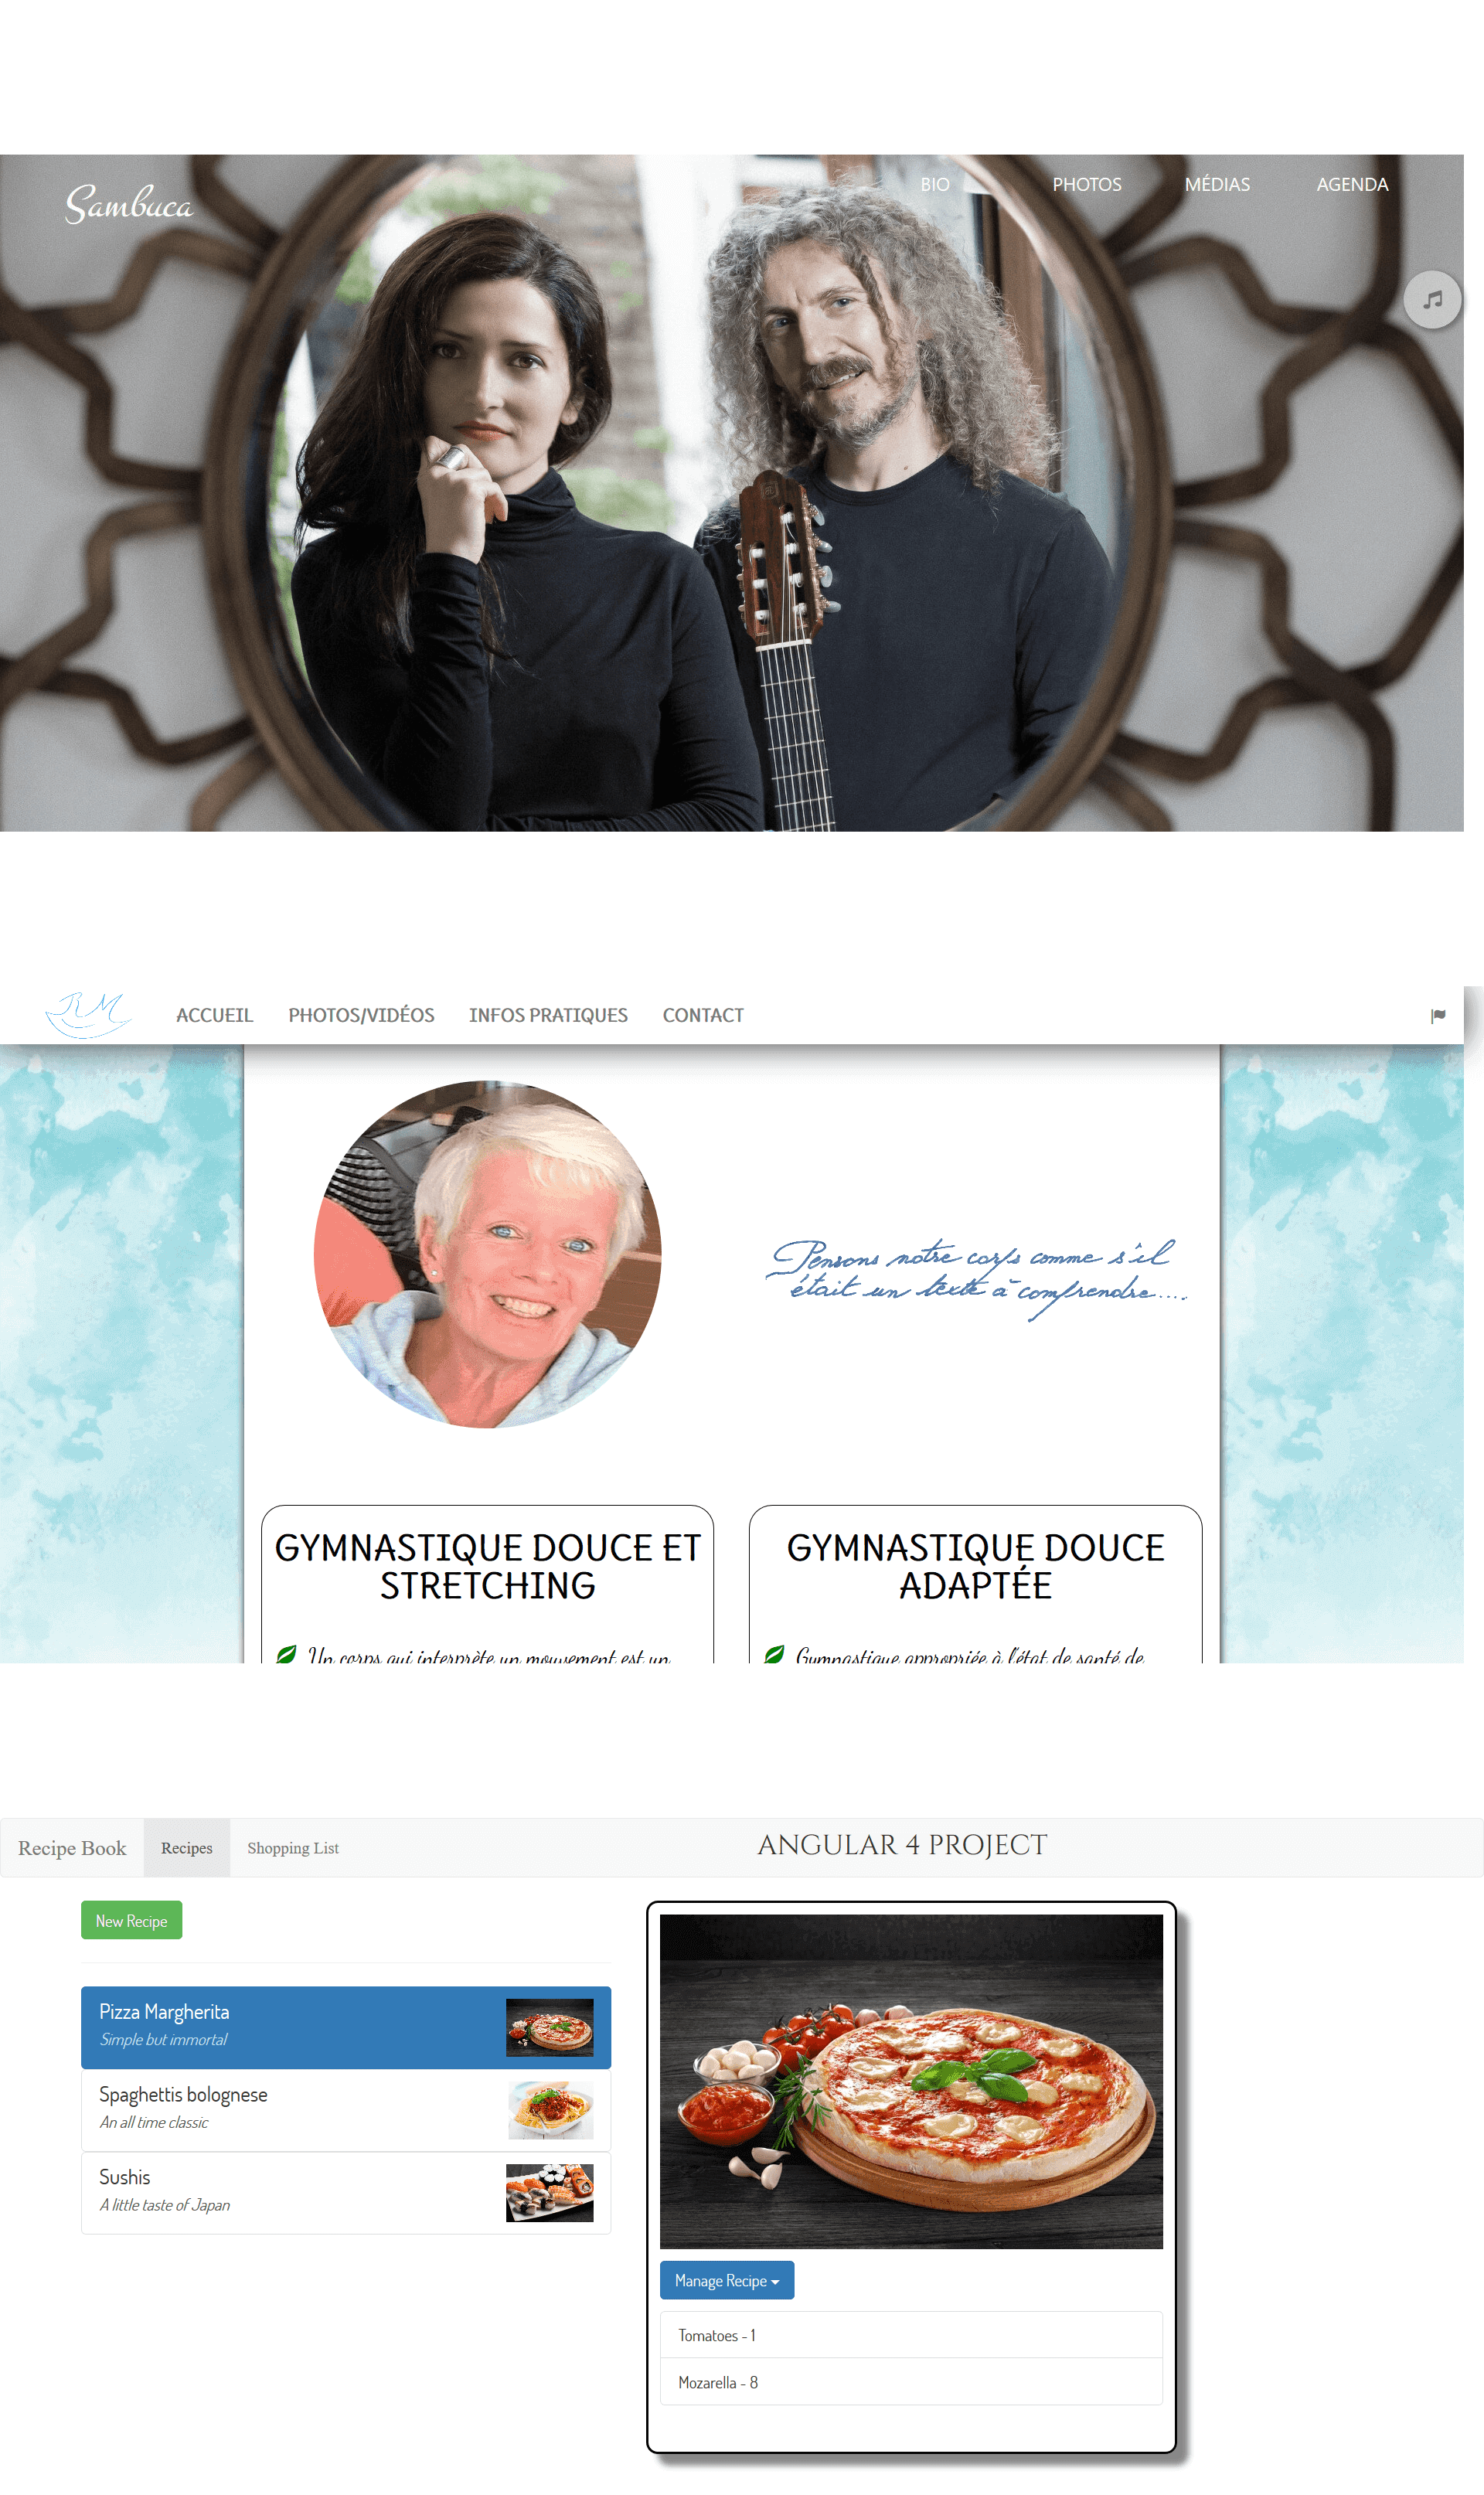 Sambuca
BIO PHOTOS MÉDIAS AGENDA
RM
ACCUEIL PHOTOS/VIDÉOS INFOS PRATIQUES CONTACT
Pensons notre corps comme s'il
était un texte à comprendre....
GYMNASTIQUE DOUCE ET
STRETCHING
Un corps qui interprète un mouvement est un
GYMNASTIQUE DOUCE
ADAPTÉE
Gymnastique appropriée à l'état de santé de
Recipe Book Recipes Shopping List
ANGULAR 4 PROJECT
New Recipe
Pizza Margherita
Simple but immortal
Spaghettis bolognese
An all time classic
Sushis
A little taste of Japan
Manage Recipe
Tomatoes - 1
Mozarella - 8